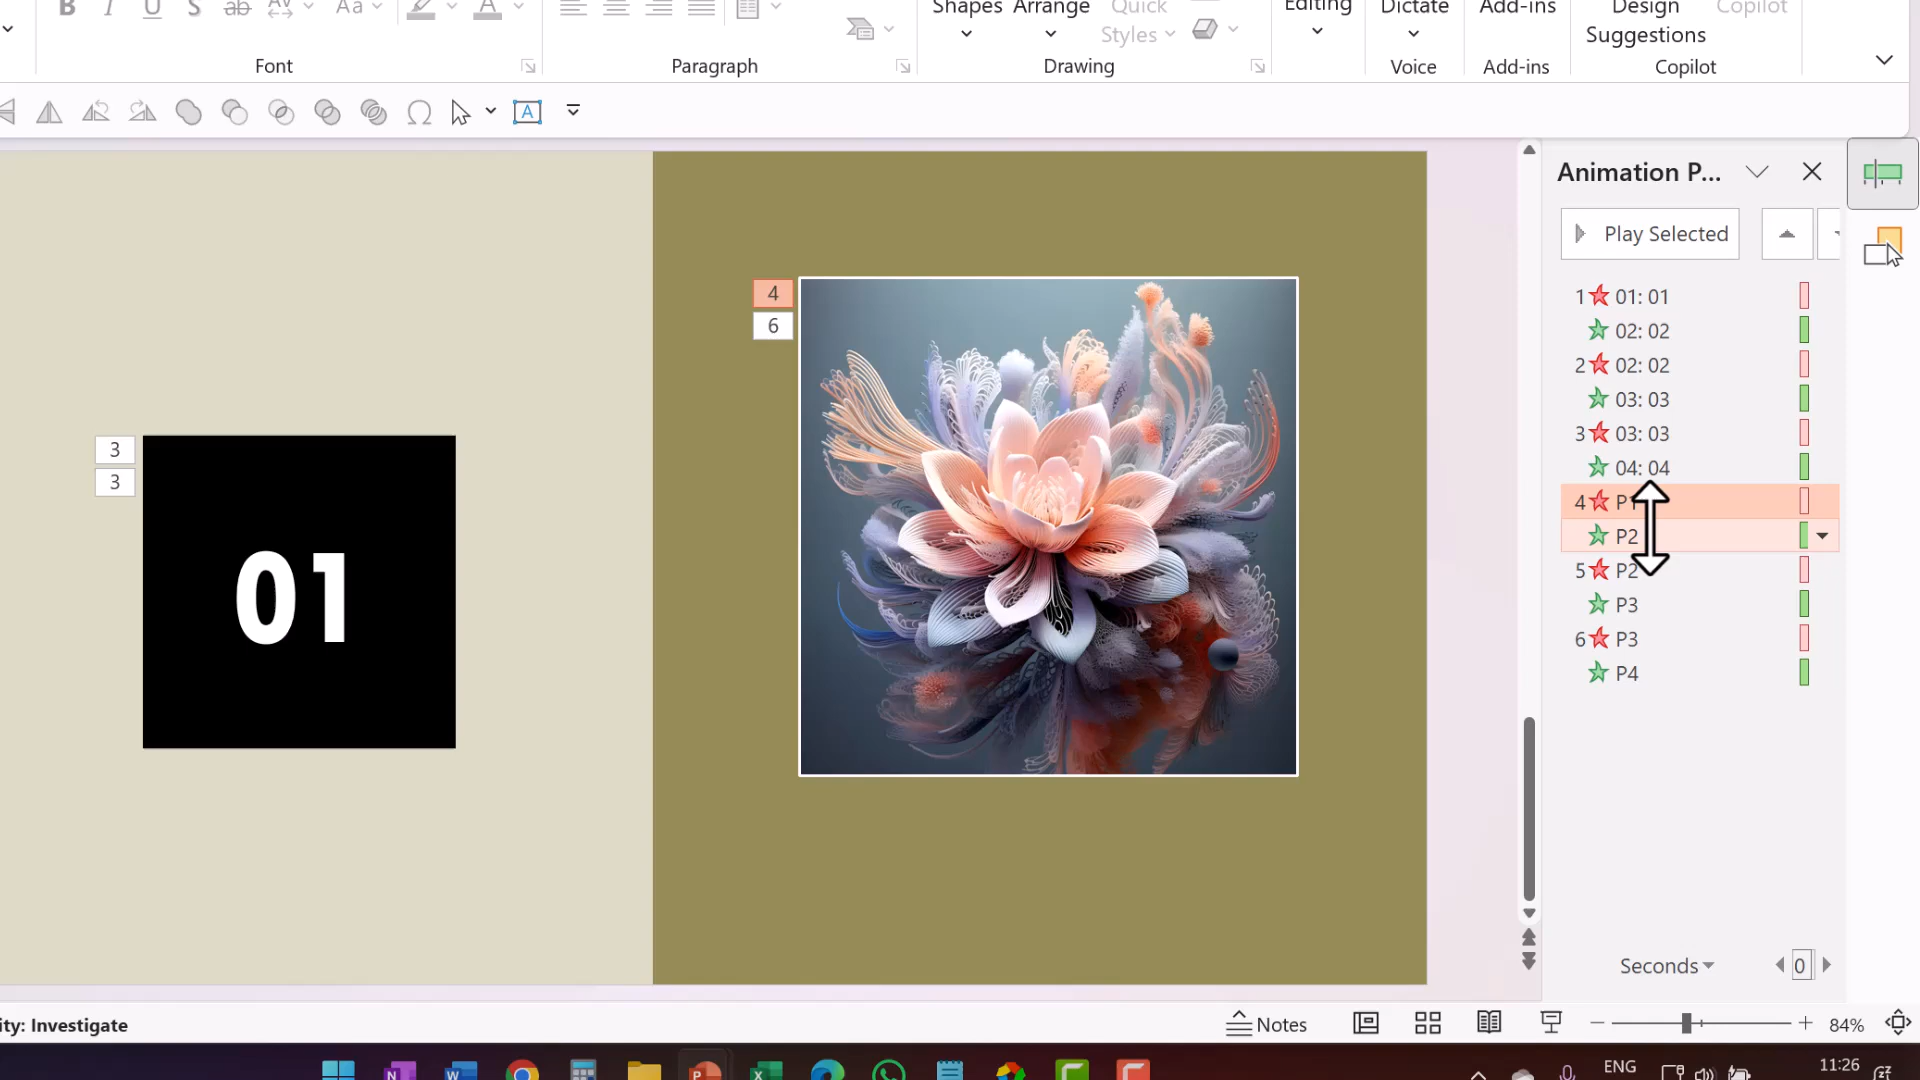 B I U S ab AV Aa A
Shapes Arrange Quick
Styles
Editing
Dictate
Add-ins
Design
Suggestions
Copilot
Font
Paragraph
Drawing
Voice
Add-ins
Copilot
A
Animation P...
Play Selected
1 01: 01
02: 02
2 02: 02
03: 03
3 03: 03
04: 04
4 P1
P2
5 P2
P3
6 P3
P4
4
6
3
3
01
Seconds 0
ity: Investigate
Notes
84%
ENG
11:26